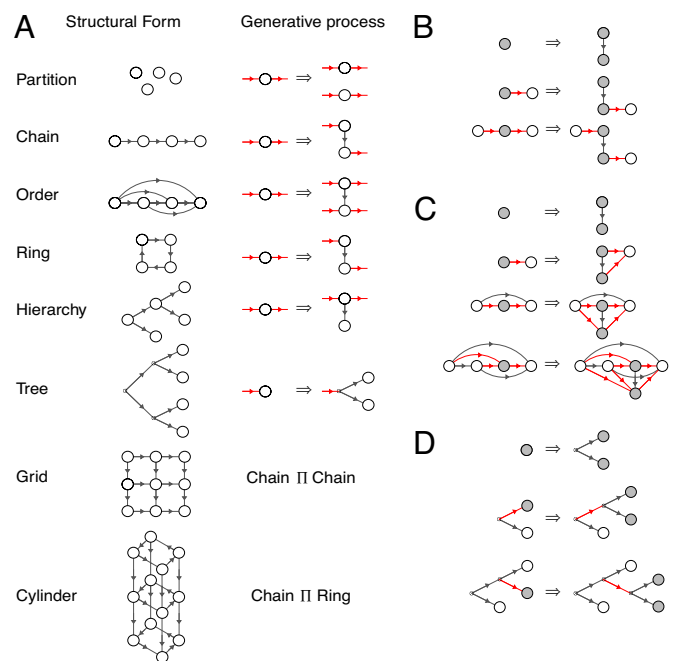 A
Structural Form
Generative process
Partition
⇒
Chain
⇒
Order
⇒
Ring
⇒
Hierarchy
⇒
Tree
⇒
Grid
Chain Π Chain
Cylinder
Chain Π Ring
B
⇒
⇒
⇒
C
⇒
⇒
⇒
⇒
D
⇒
⇒
⇒